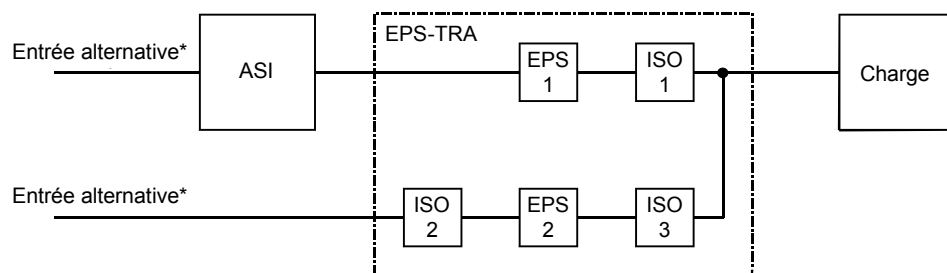 EPS-TRA
Entrée alternative*
ASI
EPS
1
ISO
1
Charge
Entrée alternative*
ISO
2
EPS
2
ISO
3